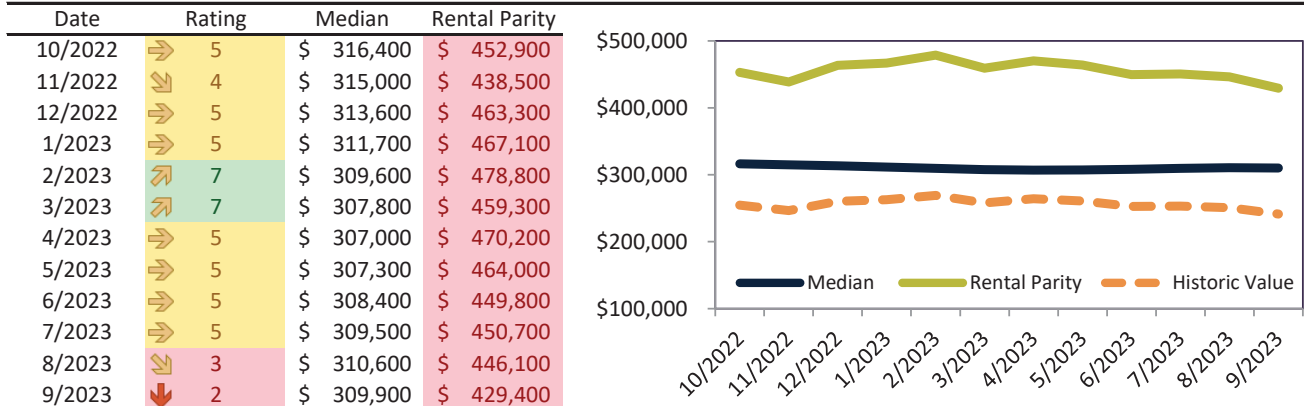 Date Rating Median Rental Parity
10/2022 5 $ 316,400 $ 452,900
11/2022 4 $ 315,000 $ 438,500
12/2022 5 $ 313,600 $ 463,300
1/2023 5 $ 311,700 $ 467,100
2/2023 7 $ 309,600 $ 478,800
3/2023 7 $ 307,800 $ 459,300
4/2023 5 $ 307,000 $ 470,200
5/2023 5 $ 307,300 $ 464,000
6/2023 5 $ 308,400 $ 449,800
7/2023 5 $ 309,500 $ 450,700
8/2023 3 $ 310,600 $ 446,100
9/2023 2 $ 309,900 $ 429,400
$500,000
$400,000
$300,000
$200,000
$100,000
Median Rental Parity Historic Value
10/2022 11/2022 12/2022 1/2023 2/2023 3/2023 4/2023 5/2023 6/2023 7/2023 8/2023 9/2023